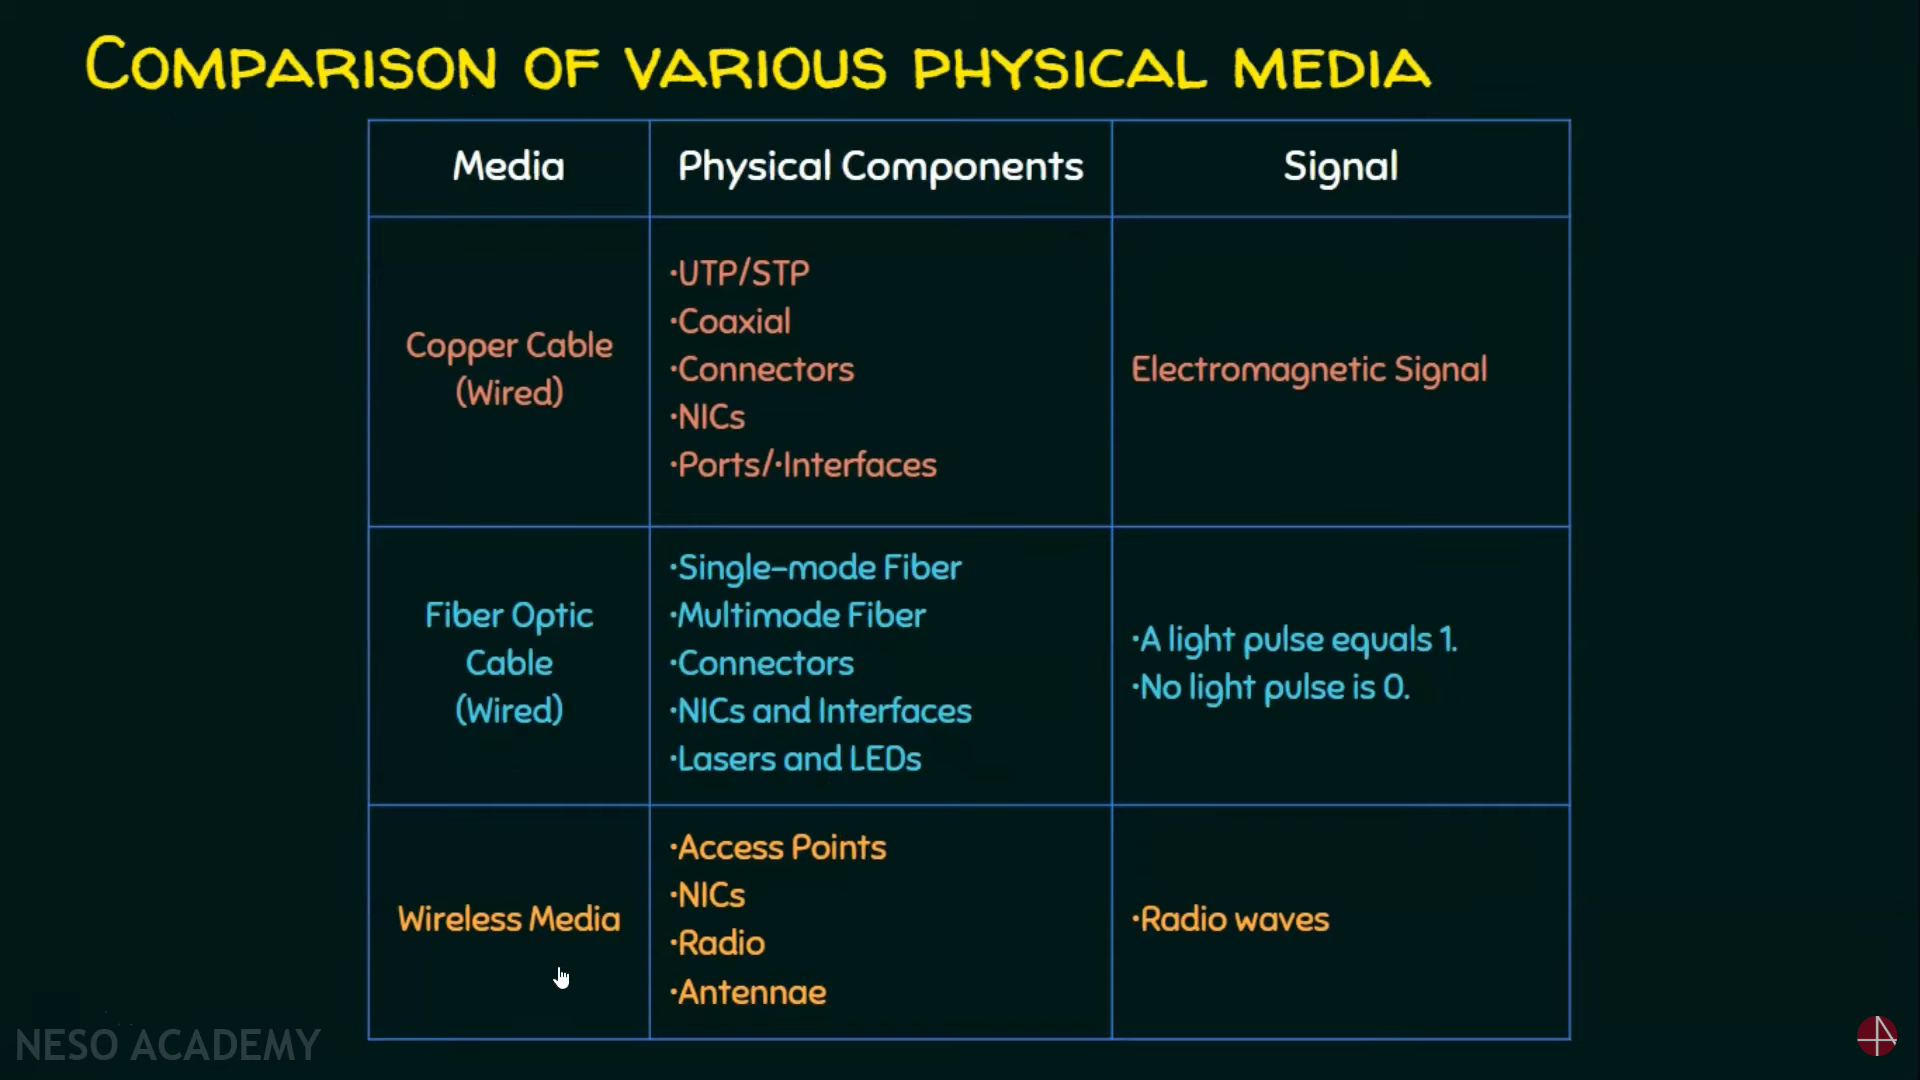 COMPARISON OF VARIOUS PHYSICAL MEDIA
Media
Physical Components
Signal
Copper Cable
(Wired)
·UTP/STP
·Coaxial
·Connectors
·NICs
·Ports/·Interfaces
Electromagnetic Signal
Fiber Optic
Cable
(Wired)
·Single-mode Fiber
·Multimode Fiber
·Connectors
·NICs and Interfaces
·Lasers and LEDs
·A light pulse equals 1.
·No light pulse is 0.
Wireless Media
·Access Points
·NICs
·Radio
·Antennae
·Radio waves
NESO ACADEMY